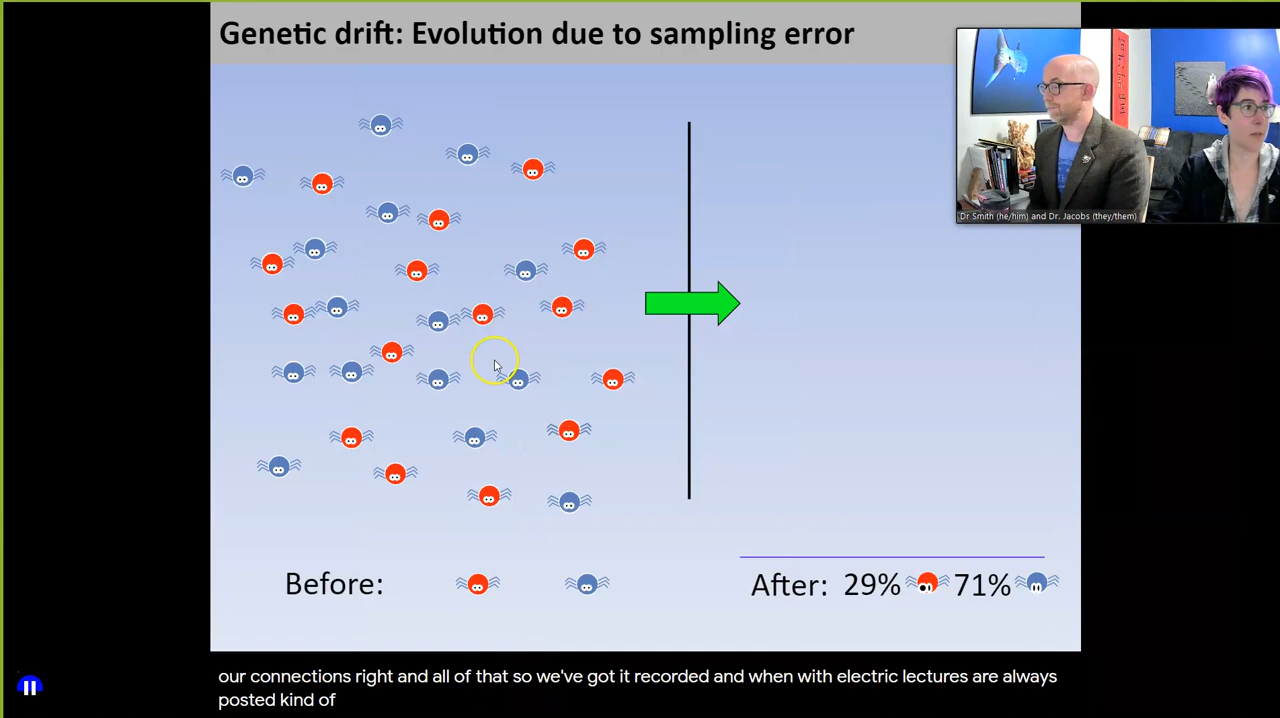 Genetic drift: Evolution due to sampling error
Dr Smith (he/him) and Dr. Jacobs (they/them)
Before:
After: 29% 71%
our connections right and all of that so we've got it recorded and when with electric lectures are always
posted kind of